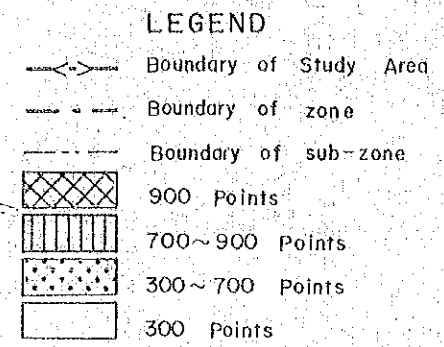 LEGEND
Boundary of Study Area
Boundary of zone
Boundary of sub-zone
900 Points
700~900 Points
300~700 Points
300 Points